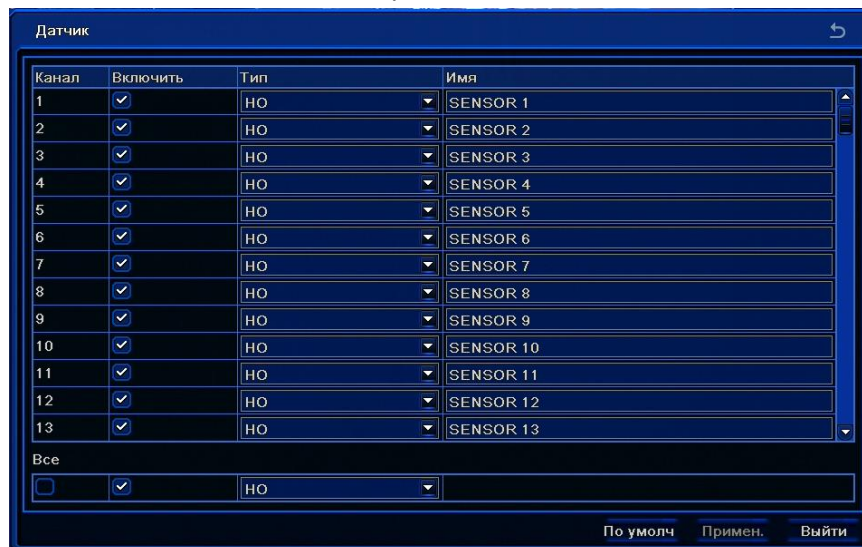 Датчик
Канал Включить Тип Имя
1 НО SENSOR 1
2 НО SENSOR 2
3 НО SENSOR 3
4 НО SENSOR 4
5 НО SENSOR 5
6 НО SENSOR 6
7 НО SENSOR 7
8 НО SENSOR 8
9 НО SENSOR 9
10 НО SENSOR 10
11 НО SENSOR 11
12 НО SENSOR 12
13 НО SENSOR 13
Все
НО
По умолч Примен. Выйти